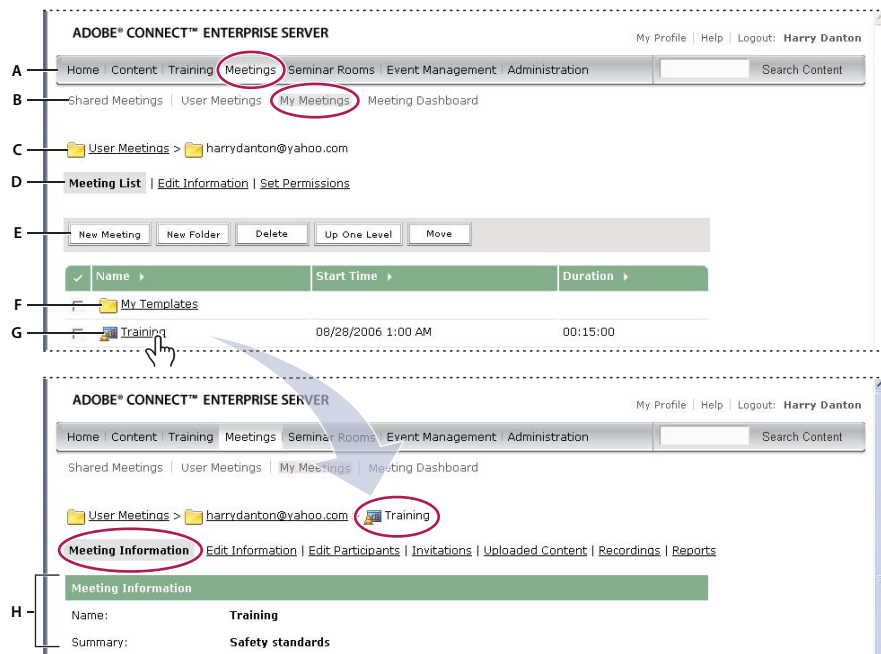 ADOBE® CONNECT™ ENTERPRISE SERVER
My Profile | Help | Logout: Harry Danton
A
Home | Content | Training | Meetings | Seminar Rooms | Event Management | Administration
Search Content
B
Shared Meetings | User Meetings | My Meetings | Meeting Dashboard
C
User Meetings > harrydanton@yahoo.com
D
Meeting List | Edit Information | Set Permissions
E
New Meeting New Folder Delete Up One Level Move
Name Start Time Duration
F
My Templates
G
Training 08/28/2006 1:00 AM 00:15:00
ADOBE® CONNECT™ ENTERPRISE SERVER
My Profile | Help | Logout: Harry Danton
Home | Content | Training | Meetings | Seminar Rooms | Event Management | Administration
Search Content
Shared Meetings | User Meetings | My Meetings | Meeting Dashboard
User Meetings > harrydanton@yahoo.com > Training
Meeting Information | Edit Information | Edit Participants | Invitations | Uploaded Content | Recordings | Reports
Meeting Information
H
Name: Training
Summary: Safety standards